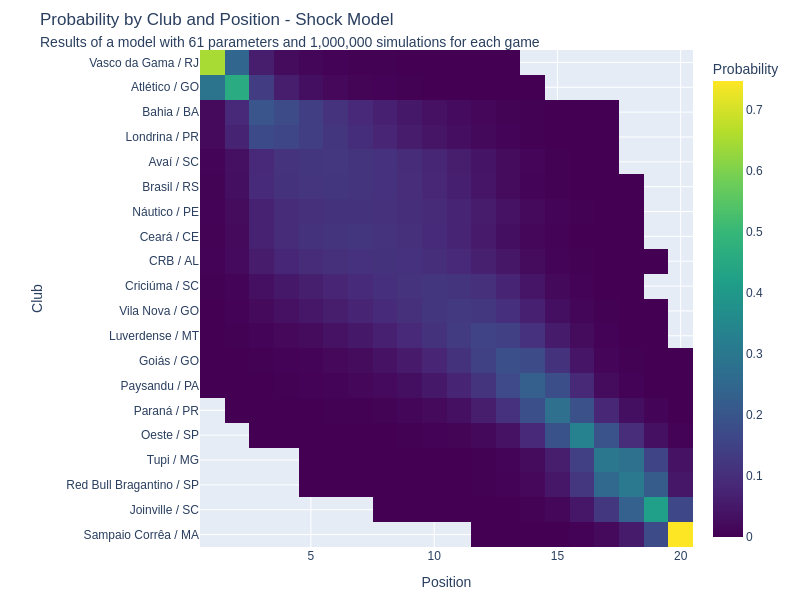 Probability by Club and Position - Shock Model
Results of a model with 61 parameters and 1,000,000 simulations for each game
Probability
Vasco da Gama / RJ
Atlético / GO
Bahia / BA
Londrina / PR
Avaí / SC
Brasil / RS
Náutico / PE
Ceará / CE
CRB / AL
Criciúma / SC
Vila Nova / GO
Luverdense / MT
Goiás / GO
Paysandu / PA
Paraná / PR
Oeste / SP
Tupi / MG
Red Bull Bragantino / SP
Joinville / SC
Sampaio Corrêa / MA
Club
5
10
15
20
Position
0.7
0.6
0.5
0.4
0.3
0.2
0.1
0